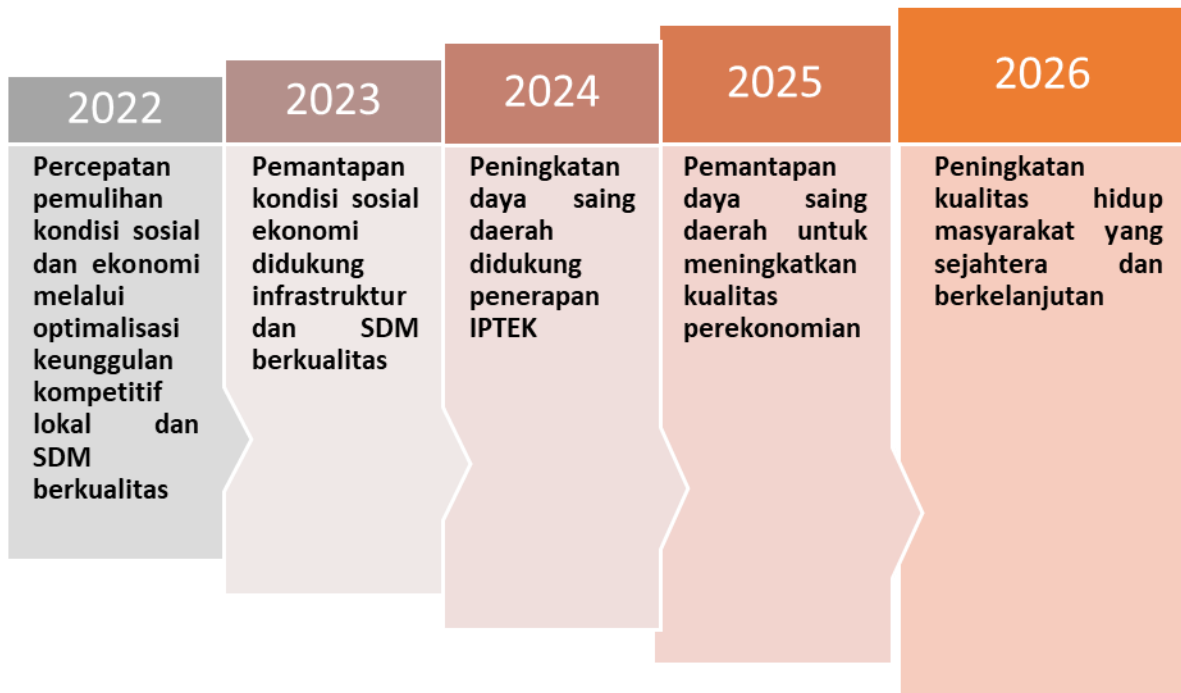 2022
Percepatan
pemulihan
kondisi sosial
dan ekonomi
melalui
optimalisasi
keunggulan
kompetitif
lokal dan
SDM
berkualitas
2023
Pemantapan
kondisi sosial
ekonomi
didukung
infrastruktur
dan SDM
berkualitas
2024
Peningkatan
daya saing
daerah
didukung
penerapan
IPTEK
2025
Pemantapan
daya saing
daerah untuk
meningkatkan
kualitas
perekonomian
2026
Peningkatan
kualitas hidup
masyarakat yang
sejahtera dan
berkelanjutan